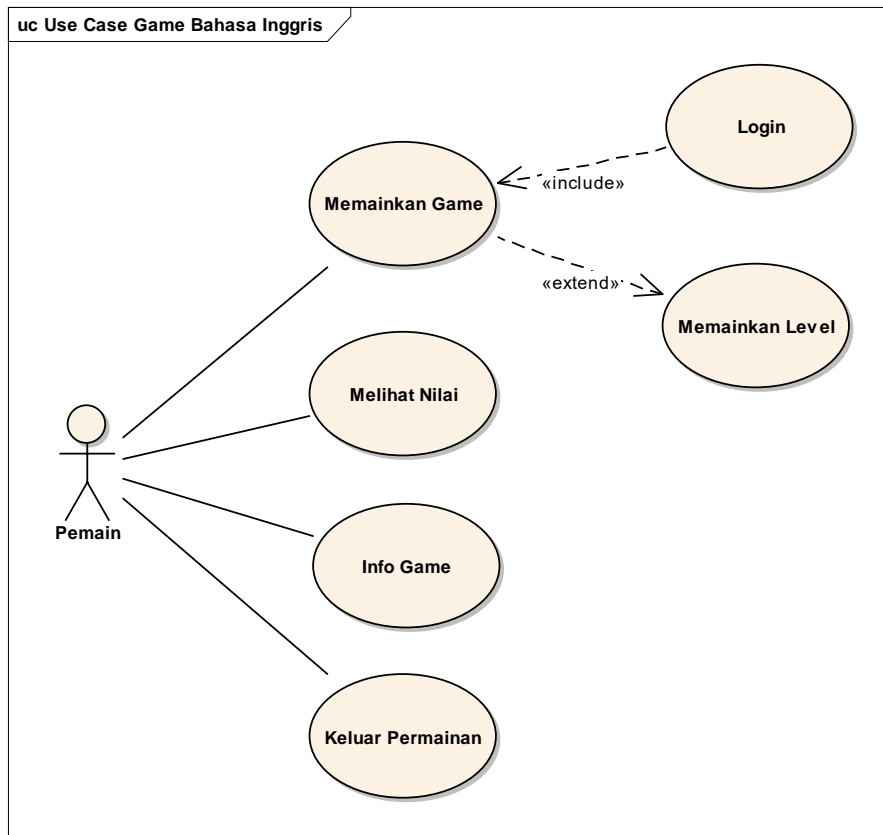 uc Use Case Game Bahasa Inggris
Login
Memainkan Game
«include»
«extend»
Memainkan Level
Melihat Nilai
Pemain
Info Game
Keluar Permainan